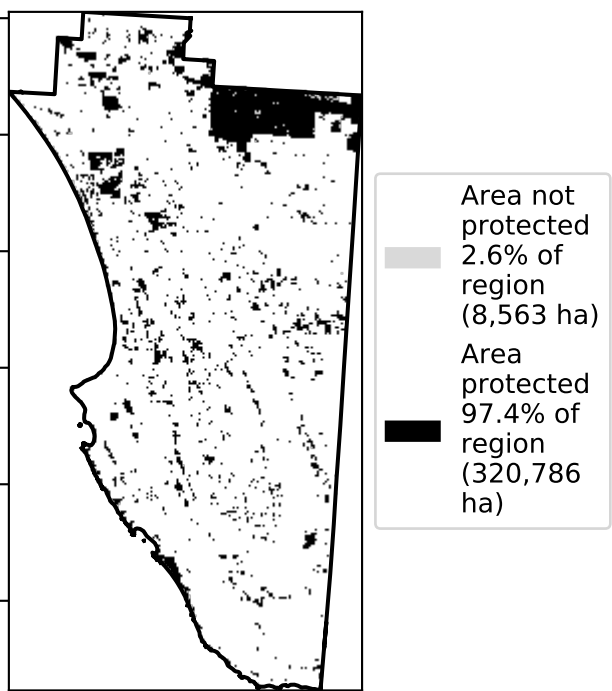 Area not
protected
2.6% of
region
(8,563 ha)
Area
protected
97.4% of
region
(320,786
ha)